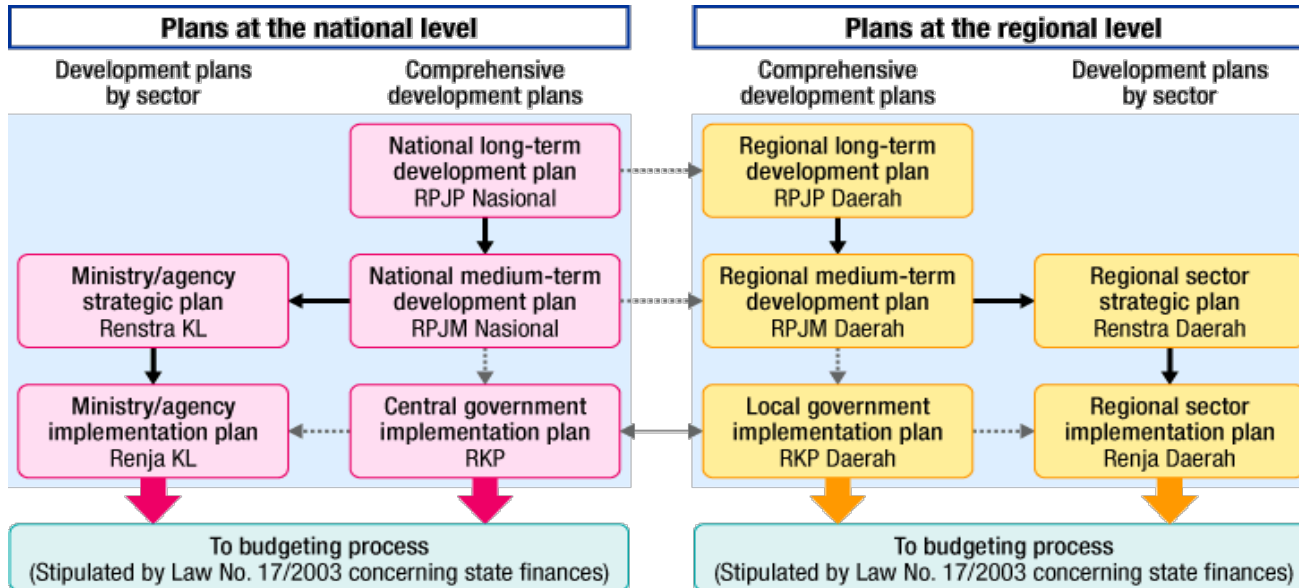 Plans at the national level
Plans at the regional level
Development plans
by sector
Comprehensive
development plans
Comprehensive
development plans
Development plans
by sector
National long-term
development plan
RPJP Nasional
Regional long-term
development plan
RPJP Daerah
Ministry/agency
strategic plan
Renstra KL
National medium-term
development plan
RPJM Nasional
Regional medium-term
development plan
RPJM Daerah
Regional sector
strategic plan
Renstra Daerah
Ministry/agency
implementation plan
Renja KL
Central government
implementation plan
RKP
Local government
implementation plan
RKP Daerah
Regional sector
implementation plan
Renja Daerah
To budgeting process
(Stipulated by Law No. 17/2003 concerning state finances)
To budgeting process
(Stipulated by Law No. 17/2003 concerning state finances)